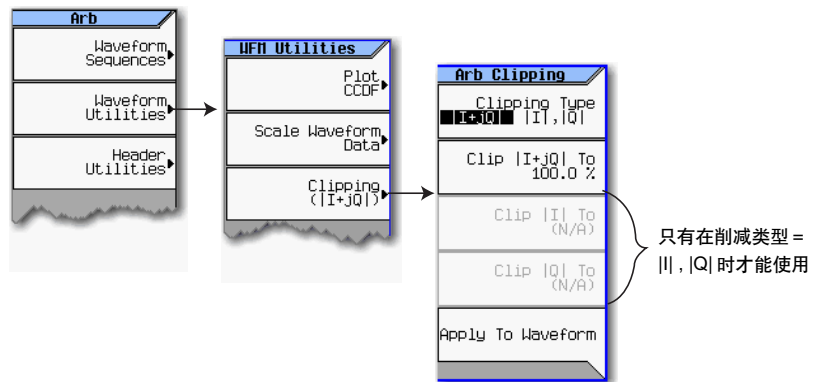 Arb
Waveform
Sequences
Waveform
Utilities
Header
Utilities
WFM Utilities
Plot
CCDF
Scale Waveform
Data
Clipping
(|I+jQ|)
Arb Clipping
Clipping Type
|I+jQ| |I|,|Q|
Clip |I+jQ| To
100.0 %
Clip |I| To
(N/A)
Clip |Q| To
(N/A)
Apply To Waveform
只有在削减类型 =
|I| , |Q| 时才能使用